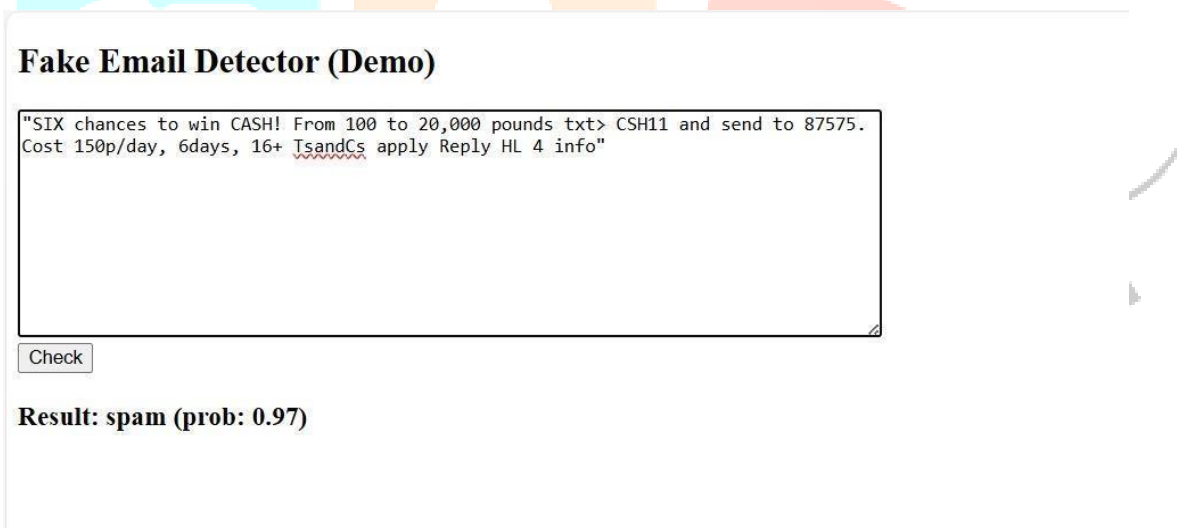 Fake Email Detector (Demo)
"SIX chances to win CASH! From 100 to 20,000 pounds txt> CSH11 and send to 87575.
Cost 150p/day, 6days, 16+ TsandCs apply Reply HL 4 info"
Check
Result: spam (prob: 0.97)